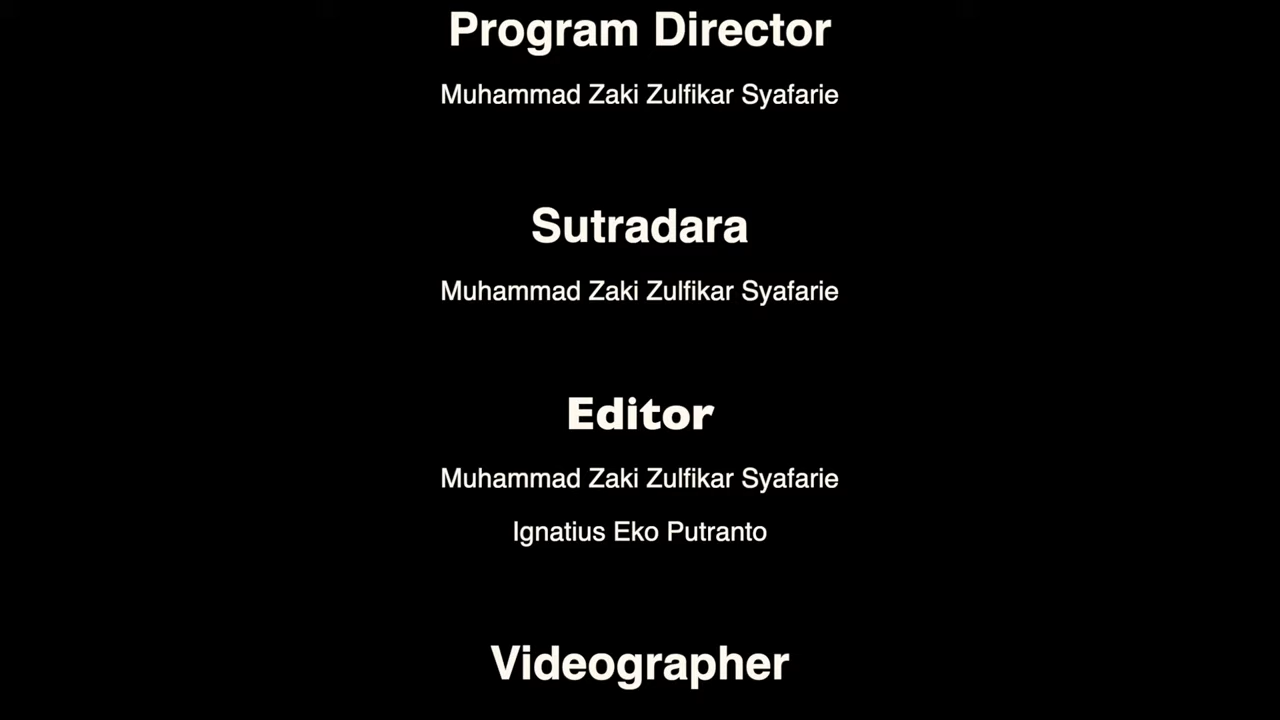 Program Director
Muhammad Zaki Zulfikar Syafarie
Sutradara
Muhammad Zaki Zulfikar Syafarie
Editor
Muhammad Zaki Zulfikar Syafarie
Ignatius Eko Putranto
Videographer